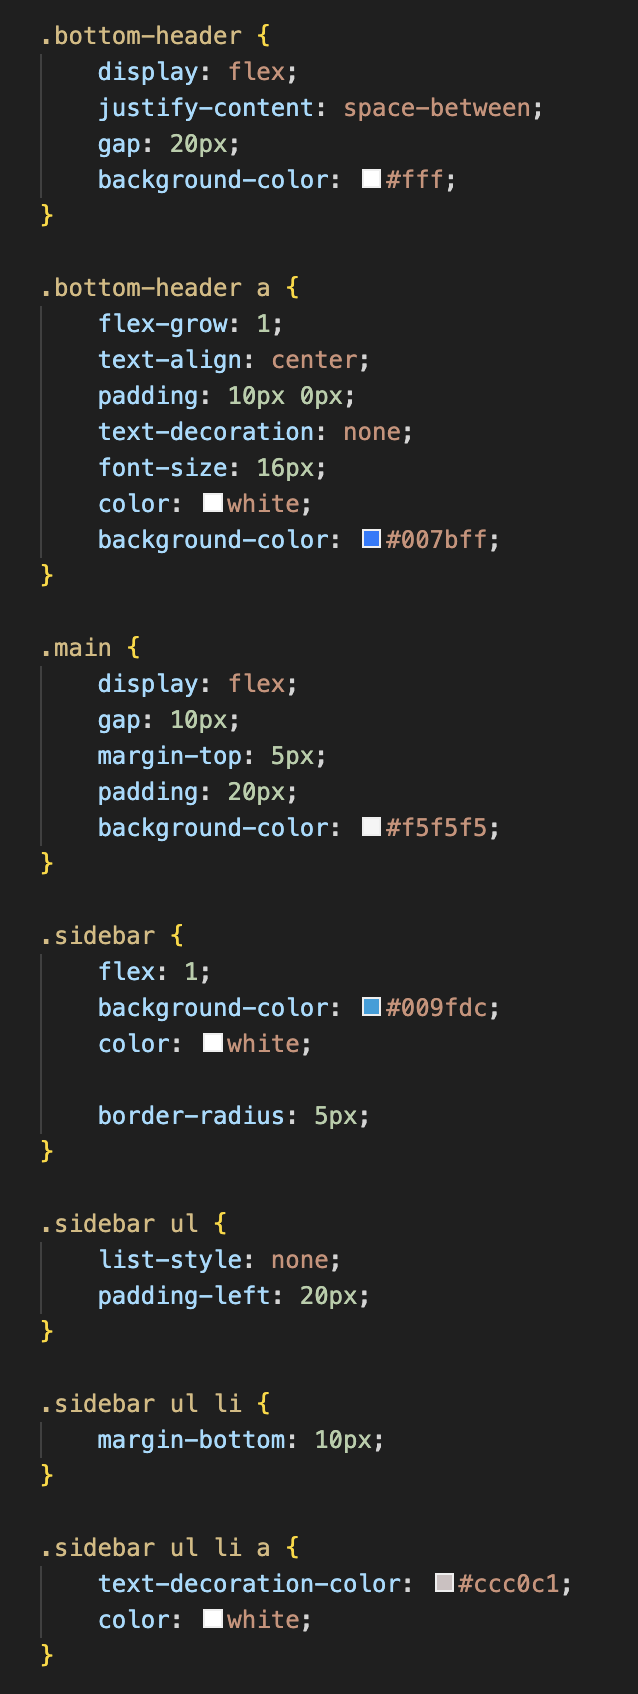 .bottom-header {
    display: flex;
    justify-content: space-between;
    gap: 20px;
    background-color: #fff;
}

.bottom-header a {
    flex-grow: 1;
    text-align: center;
    padding: 10px 0px;
    text-decoration: none;
    font-size: 16px;
    color: white;
    background-color: #007bff;
}

.main {
    display: flex;
    gap: 10px;
    margin-top: 5px;
    padding: 20px;
    background-color: #f5f5f5;
}

.sidebar {
    flex: 1;
    background-color: #009fdc;
    color: white;

    border-radius: 5px;
}

.sidebar ul {
    list-style: none;
    padding-left: 20px;
}

.sidebar ul li {
    margin-bottom: 10px;
}

.sidebar ul li a {
    text-decoration-color: #ccc0c1;
    color: white;
}